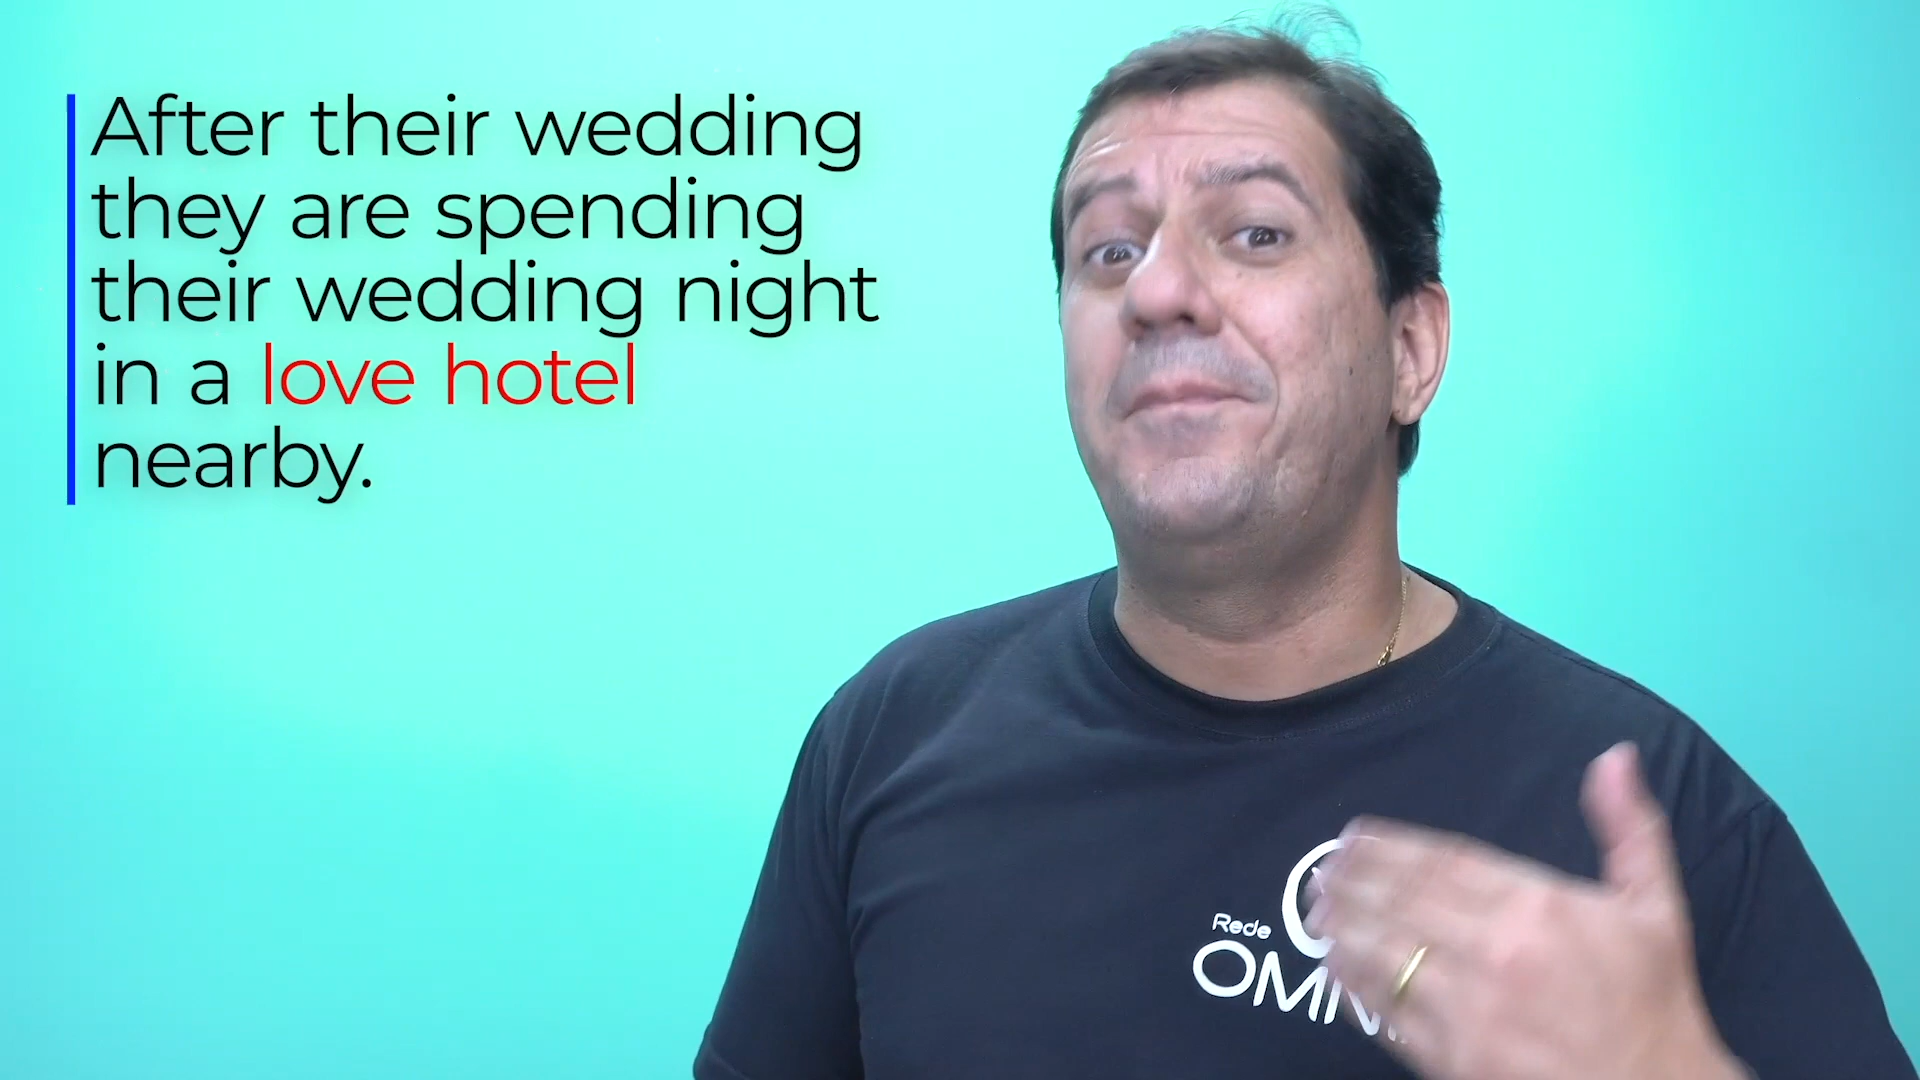 After their wedding
they are spending
their wedding night
in a love hotel
nearby.
Rede